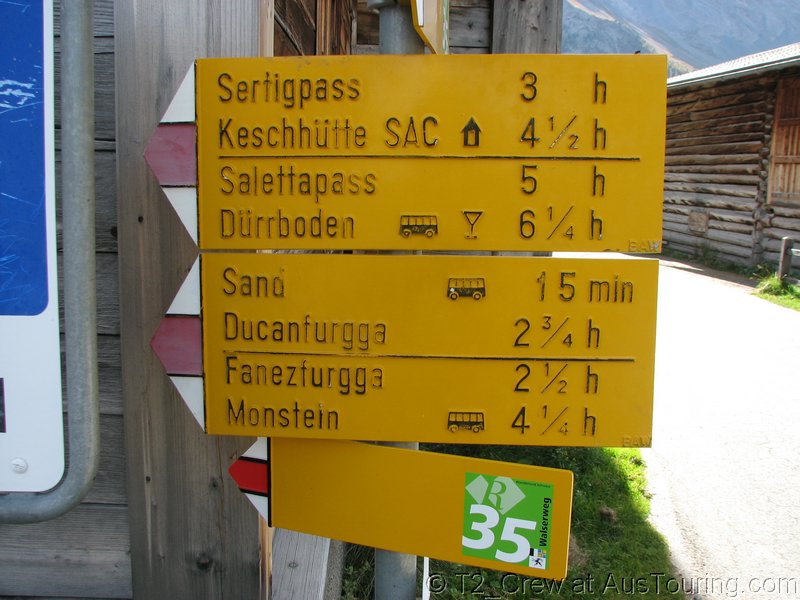 Sertigpass 3 h
Keschhütte SAC 4 1/2 h
Salettapass 5 h
Dürrboden 6 1/4 h
BAW
Sand 15 min
Ducanfurgga 2 3/4 h
Fanezfurgga 2 1/2 h
Monstein 4 1/4 h
BAW
R
35
Walserweg
© T2_Crew at AusTouring.com